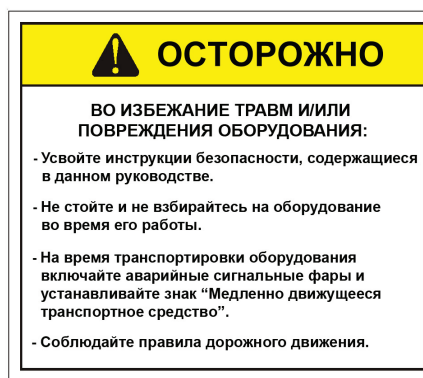 ОСТОРОЖНО
ВО ИЗБЕЖАНИЕ ТРАВМ И/ИЛИ
ПОВРЕЖДЕНИЯ ОБОРУДОВАНИЯ:
- Усвойте инструкции безопасности, содержащиеся
в данном руководстве.
- Не стойте и не взбирайтесь на оборудование
во время его работы.
- На время транспортировки оборудования
включайте аварийные сигнальные фары и
устанавливайте знак “Медленно движущееся
транспортное средство”.
- Соблюдайте правила дорожного движения.